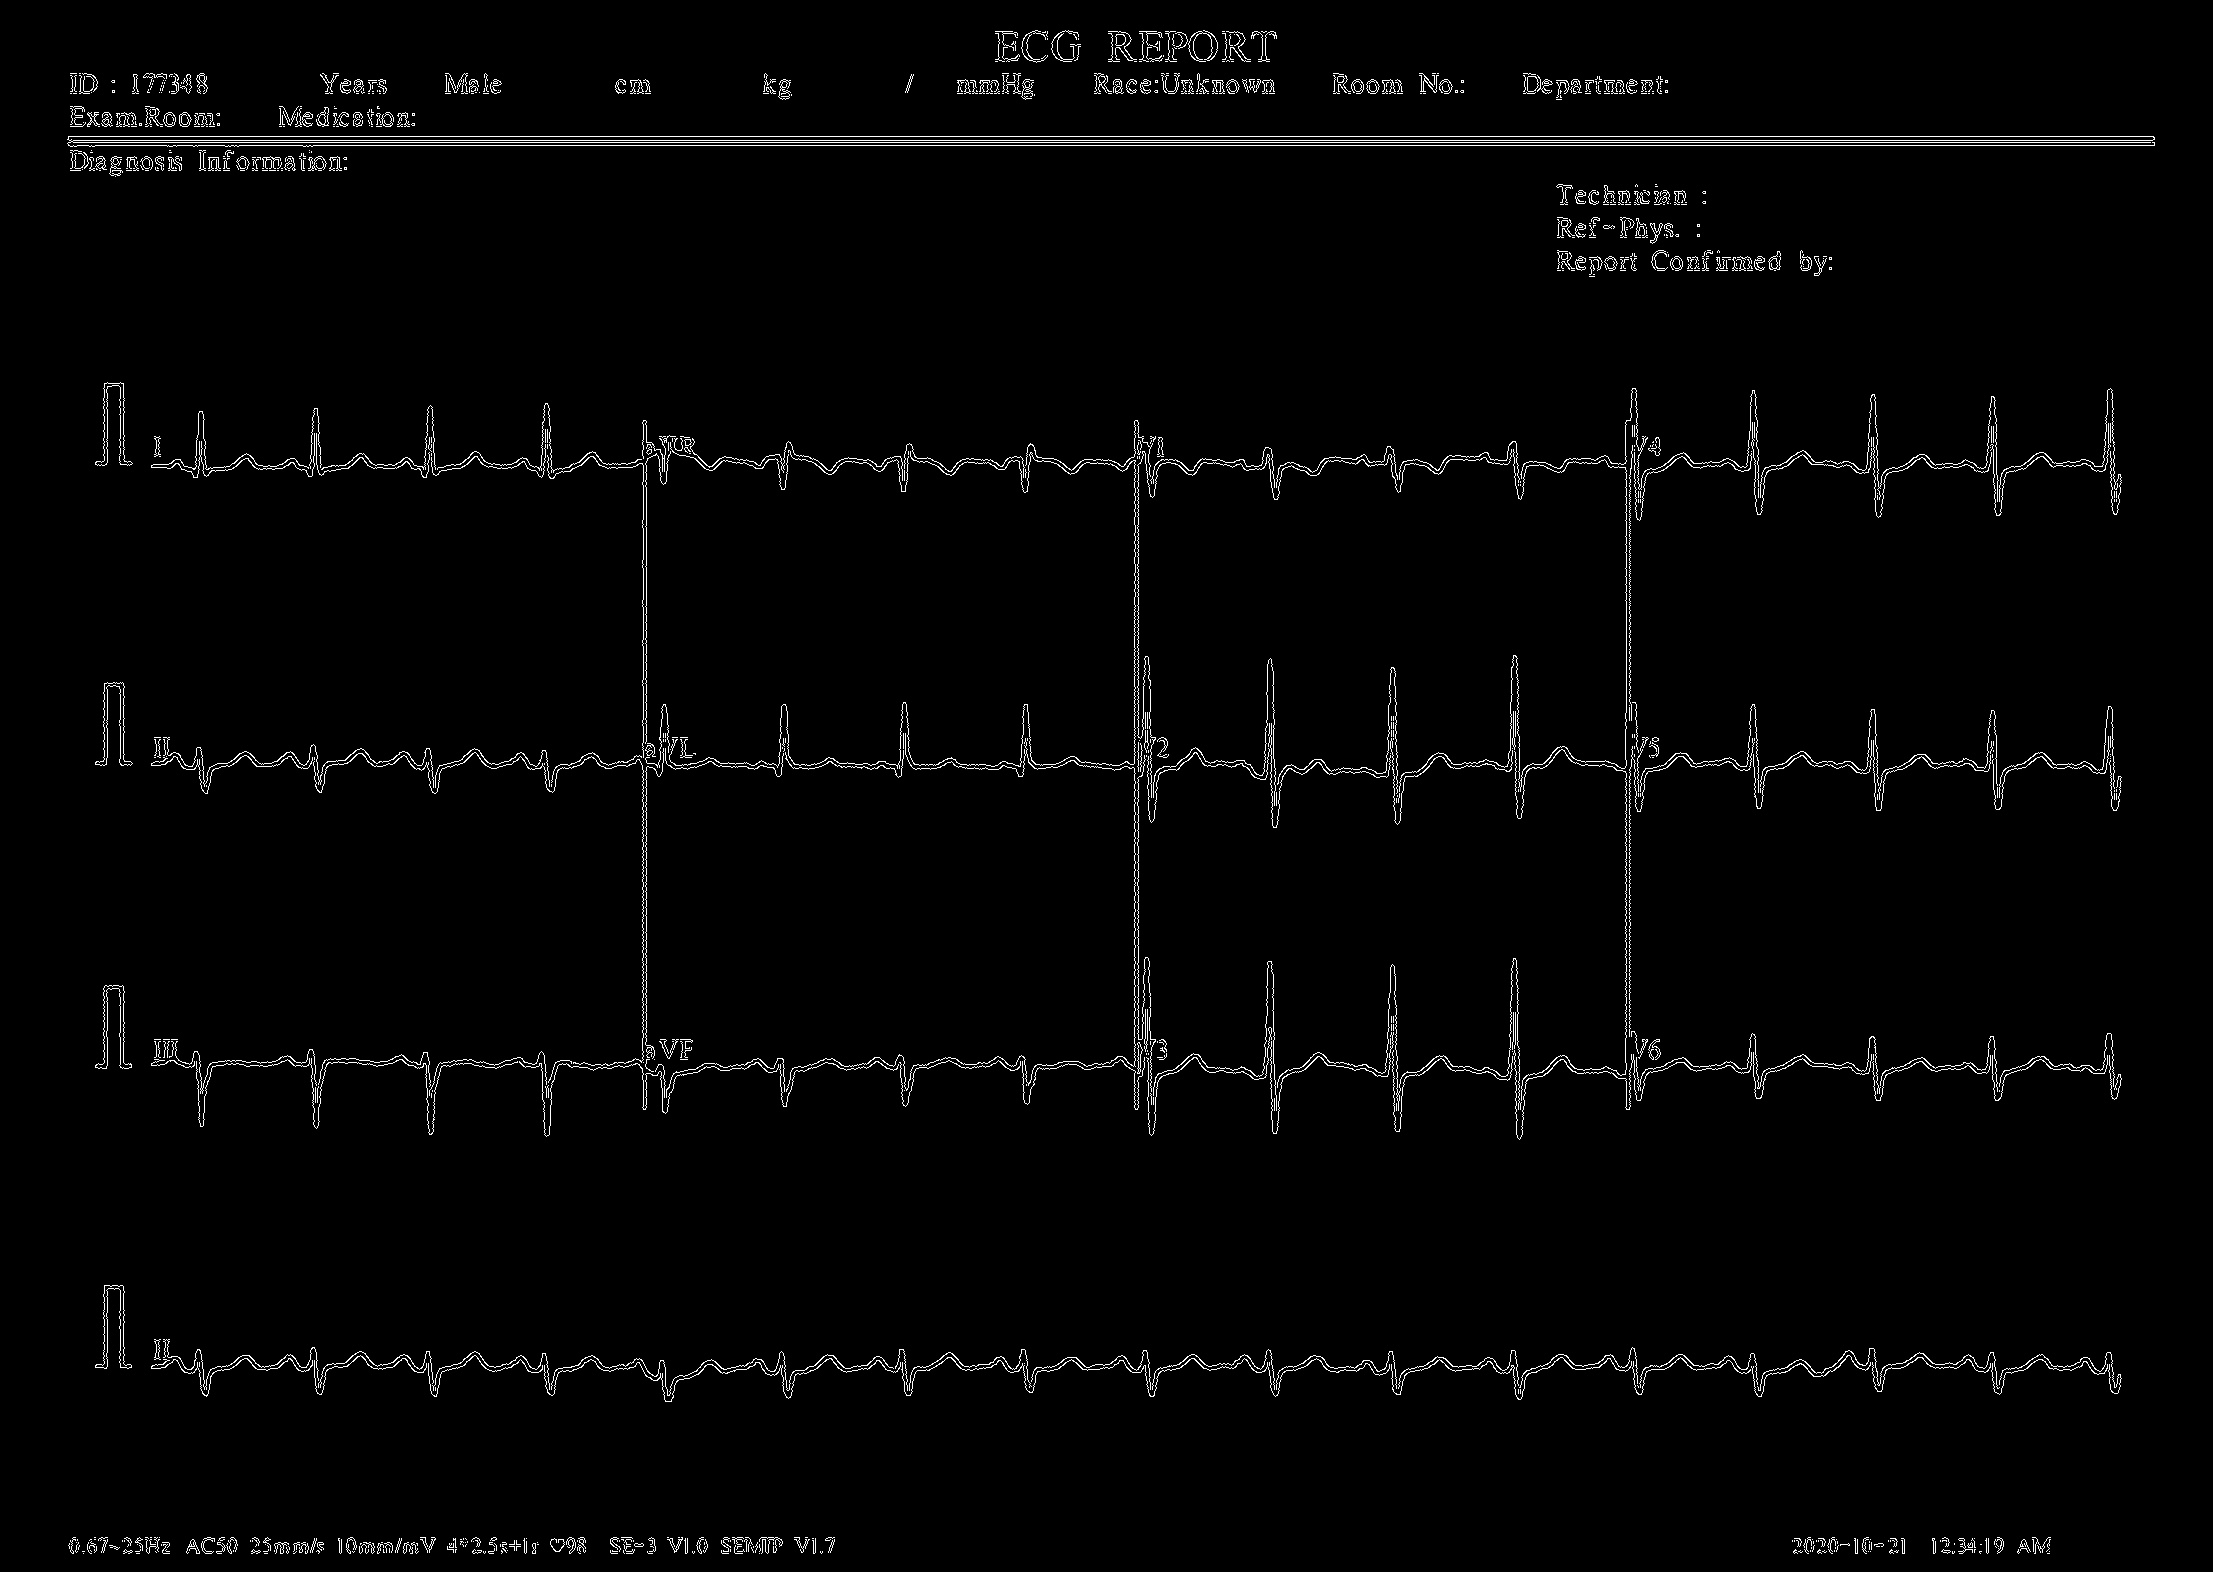 ECG REPORT
ID : 177348 Years Male cm kg / mmHg Race:Unknown Room No.: Department:
Exam.Room: Medication:
Diagnosis Information:
Technician :
Ref-Phys. :
Report Confirmed by:
I aVR V1 V4
II aVL V2 V5
III aVF V3 V6
II
0.67~25Hz AC50 25mm/s 10mm/mV 4*2.5s+1r ♡98 SE-3 V1.0 SEMIP V1.7 2020-10-21 12:34:19 AM